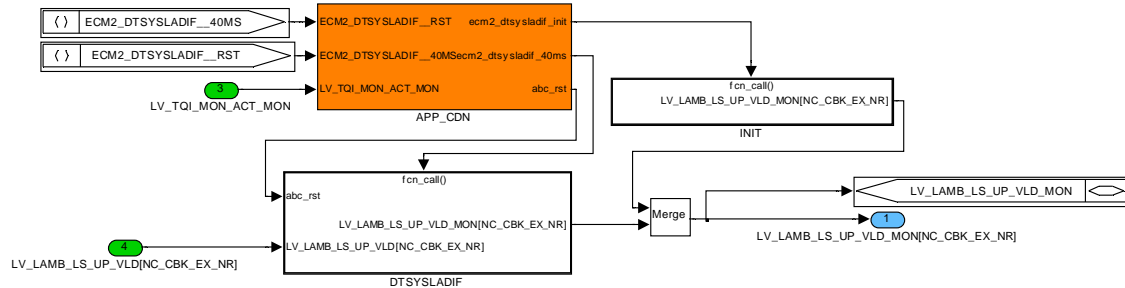 ECM2_DTSYSLADIF__40MS
ECM2_DTSYSLADIF__RST
3
LV_TQI_MON_ACT_MON
ECM2_DTSYSLADIF__RST
ecm2_dtsysladif_init
ECM2_DTSYSLADIF__40MS
ecm2_dtsysladif_40ms
LV_TQI_MON_ACT_MON
abc_rst
APP_CDN
fcn_call()
LV_LAMB_LS_UP_VLD_MON[NC_CBK_EX_NR]
INIT
fcn_call()
abc_rst
LV_LAMB_LS_UP_VLD_MON[NC_CBK_EX_NR]
LV_LAMB_LS_UP_VLD[NC_CBK_EX_NR]
DTSYSLADIF
4
LV_LAMB_LS_UP_VLD[NC_CBK_EX_NR]
Merge
LV_LAMB_LS_UP_VLD_MON
1
LV_LAMB_LS_UP_VLD_MON[NC_CBK_EX_NR]